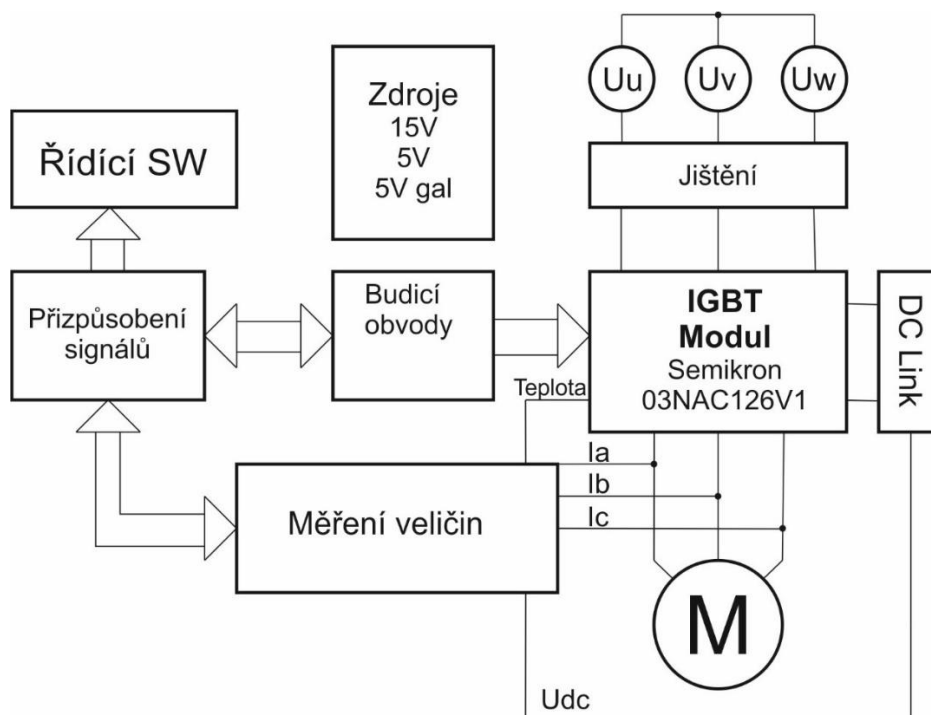 Uu Uv Uw
Zdroje
15V
5V
5V gal
Řídící SW
Jištění
Přizpůsobení
signálů
Budicí
obvody
IGBT
Modul
Semikron
03NAC126V1
DC Link
Teplota
Ia
Ib
Ic
Měření veličin
M
Udc